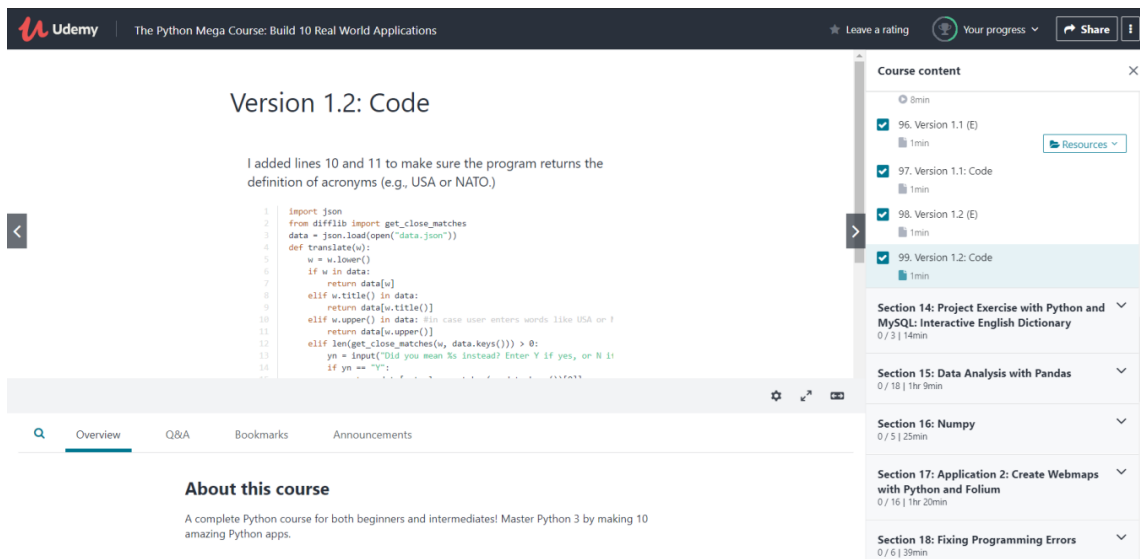 Udemy
The Python Mega Course: Build 10 Real World Applications
Leave a rating
Your progress
Share
Version 1.2: Code
I added lines 10 and 11 to make sure the program returns the
definition of acronyms (e.g., USA or NATO.)
1 import json
2 from difflib import get_close_matches
3 data = json.load(open("data.json"))
4 def translate(w):
5 w = w.lower()
6 if w in data:
7 return data[w]
8 elif w.title() in data:
9 return data[w.title()]
10 elif w.upper() in data: #in case user enters words like USA or
11 return data[w.upper()]
12 elif len(get_close_matches(w, data.keys())) > 0:
13 yn = input("Did you mean %s instead? Enter Y if yes, or N
14 if yn == "Y":
Overview
Q&A
Bookmarks
Announcements
About this course
A complete Python course for both beginners and intermediates! Master Python 3 by making 10
amazing Python apps.
Course content
8min
96. Version 1.1 (E)
1min
Resources
97. Version 1.1: Code
1min
98. Version 1.2 (E)
1min
99. Version 1.2: Code
1min
Section 14: Project Exercise with Python and
MySQL: Interactive English Dictionary
0 / 3 | 14min
Section 15: Data Analysis with Pandas
0 / 18 | 1hr 9min
Section 16: Numpy
0 / 5 | 25min
Section 17: Application 2: Create Webmaps
with Python and Folium
0 / 16 | 1hr 20min
Section 18: Fixing Programming Errors
0 / 6 | 39min